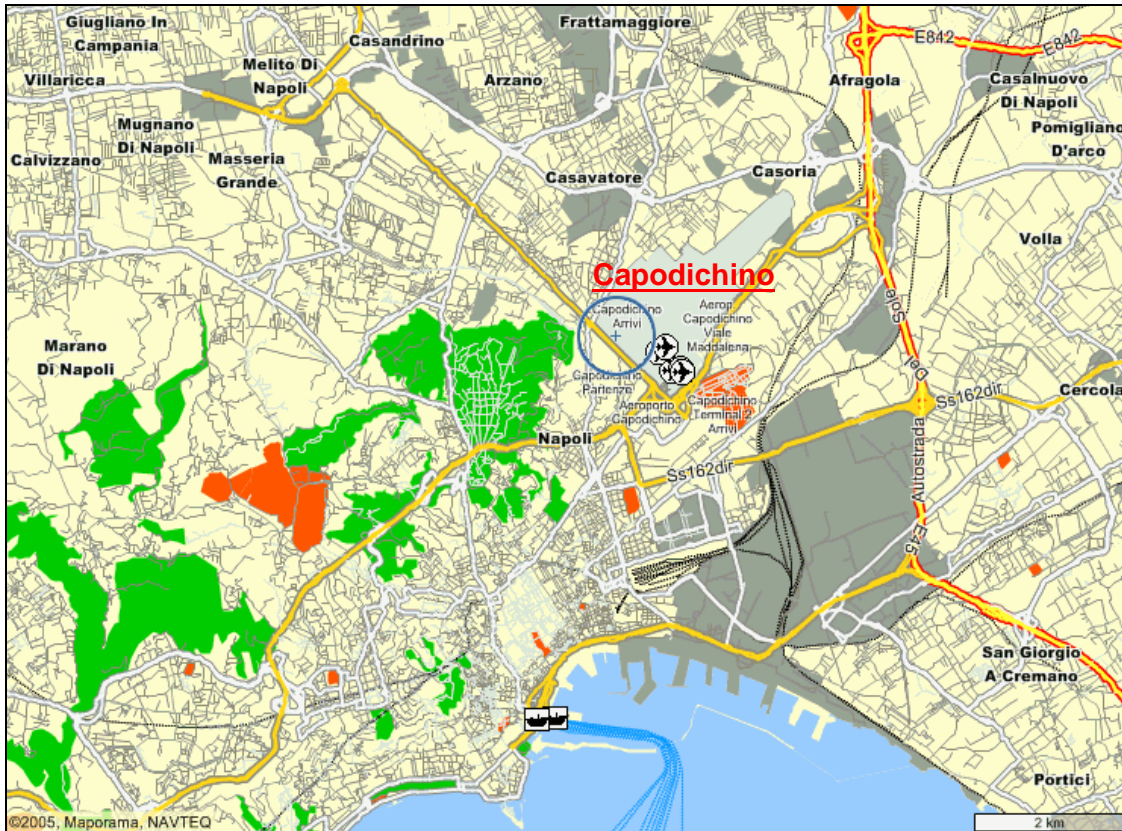 Giugliano In
Campania
Frattamaggiore
Casandrino
E842
E842
Villaricca
Melito Di
Napoli
Arzano
Afragola
Casalnuovo
Di Napoli
Mugnano
Di Napoli
Pomigliano
D'arco
Calvizzano
Masseria
Grande
Casavatore
Casoria
Volla
Capodichino
Capodichino
Arrivi
Aerop
Capodichino
Viale
Maddalena
Sole
Del
Autostrada
E45
Marano
Di Napoli
Capodichino
Partenze
Aeroporto
Capodichino
Capodichino
Terminal 2
Arrivi
Cercola
Ss162dir
Napoli
Ss162dir
San Giorgio
A Cremano
Portici
©2005, Maporama, NAVTEQ
2 km